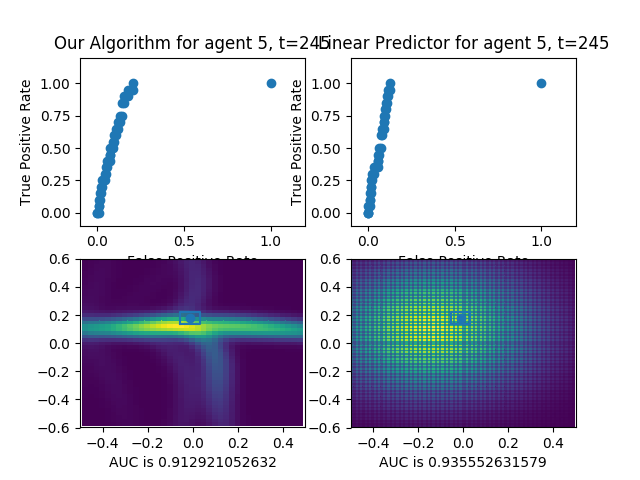 Our Algorithm for agent 5, t=245
Linear Predictor for agent 5, t=245
True Positive Rate
1.00
0.75
0.50
0.25
0.00
0.0 0.5 1.0
False Positive Rate
True Positive Rate
1.00
0.75
0.50
0.25
0.00
0.0 0.5 1.0
False Positive Rate
0.6
0.4
0.2
0.0
−0.2
−0.4
−0.6
−0.4 −0.2 0.0 0.2 0.4
AUC is 0.912921052632
0.6
0.4
0.2
0.0
−0.2
−0.4
−0.6
−0.4 −0.2 0.0 0.2 0.4
AUC is 0.935552631579